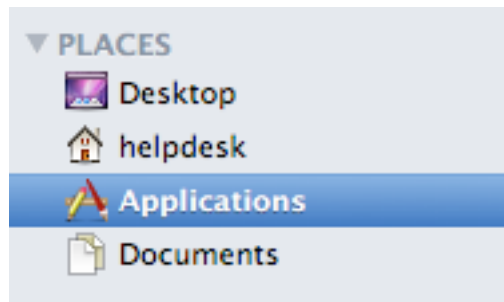 PLACES
Desktop
helpdesk
Applications
Documents